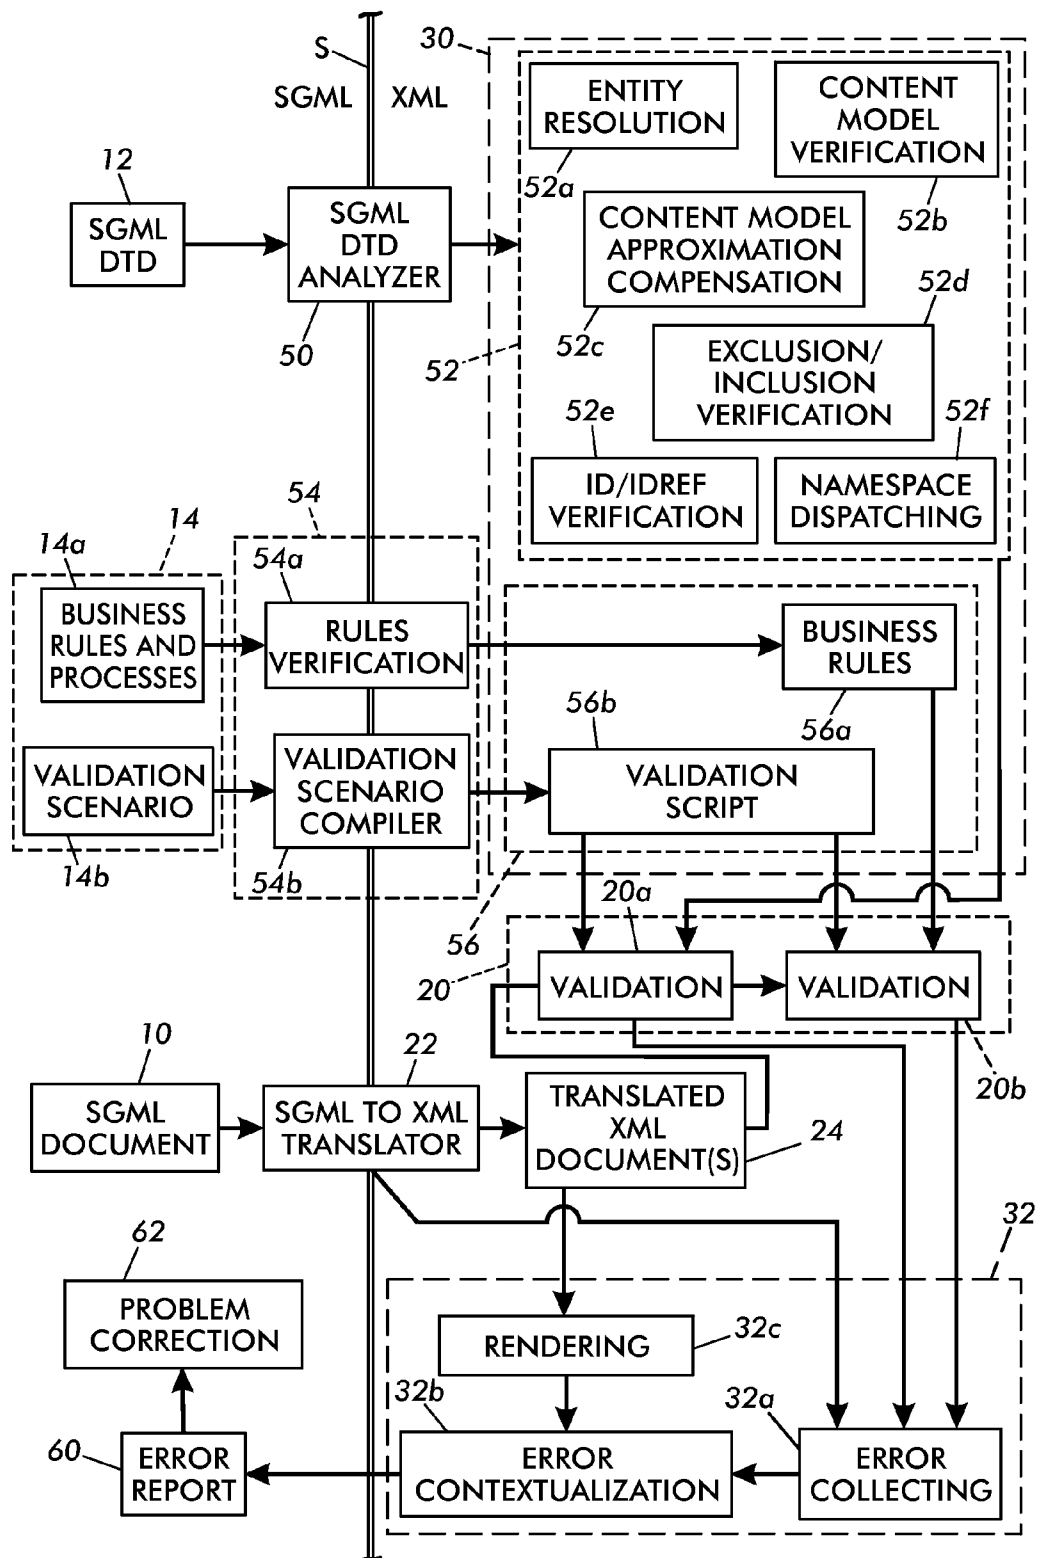 30
S
SGML
XML
ENTITY
RESOLUTION
52a
CONTENT
MODEL
VERIFICATION
52b
12
SGML
DTD
SGML
DTD
ANALYZER
50
CONTENT MODEL
APPROXIMATION
COMPENSATION
52c
52d
52
EXCLUSION/
INCLUSION
VERIFICATION
52e
52f
ID/IDREF
VERIFICATION
NAMESPACE
DISPATCHING
14
54
14a
54a
BUSINESS
RULES AND
PROCESSES
RULES
VERIFICATION
BUSINESS
RULES
56a
56b
VALIDATION
SCENARIO
14b
VALIDATION
SCENARIO
COMPILER
54b
VALIDATION
SCRIPT
56
20a
20
VALIDATION
VALIDATION
20b
10
22
SGML
DOCUMENT
SGML TO XML
TRANSLATOR
TRANSLATED
XML
DOCUMENT(S)
24
32
62
PROBLEM
CORRECTION
RENDERING
32c
32b
32a
60
ERROR
REPORT
ERROR
CONTEXTUALIZATION
ERROR
COLLECTING